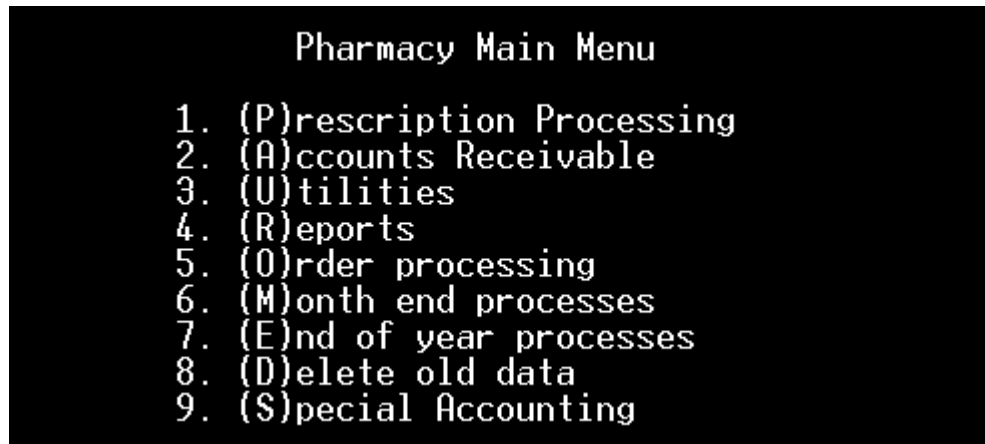 Pharmacy Main Menu
1. (P)rescription Processing
2. (A)ccounts Receivable
3. (U)tilities
4. (R)eports
5. (O)rder processing
6. (M)onth end processes
7. (E)nd of year processes
8. (D)elete old data
9. (S)pecial Accounting